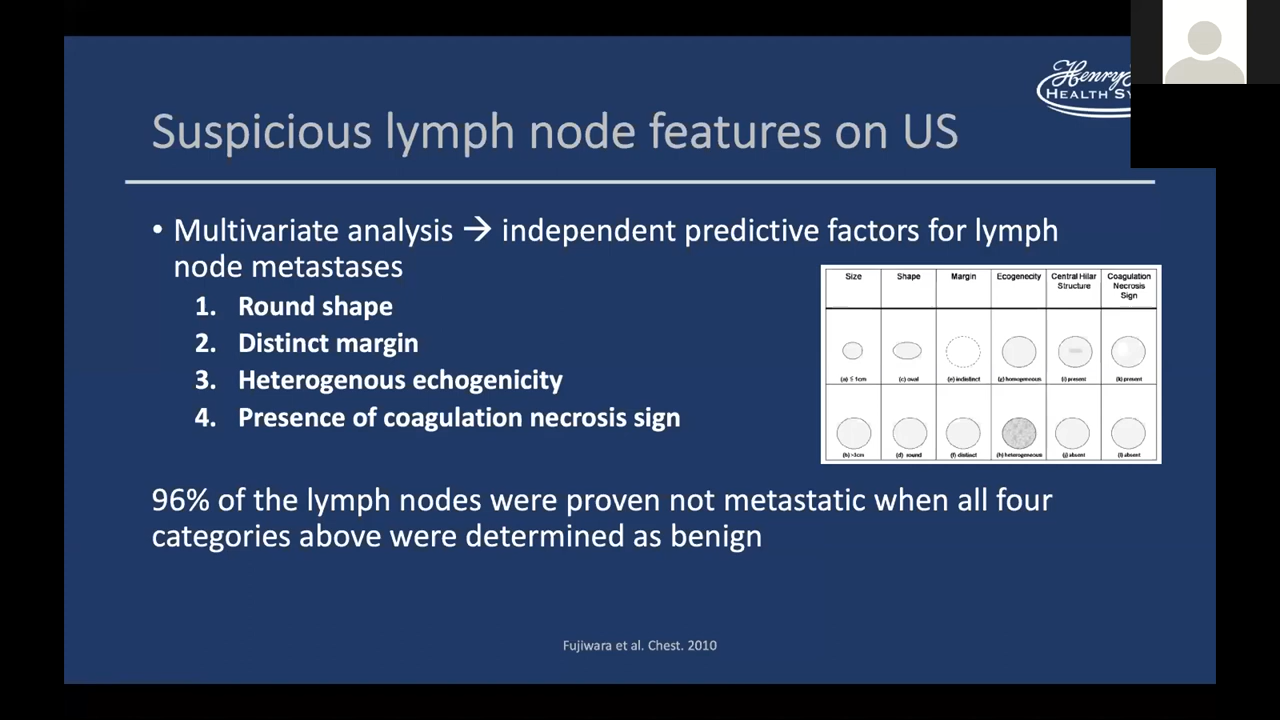 Henry
HEALTH SY
Suspicious lymph node features on US
• Multivariate analysis → independent predictive factors for lymph
node metastases
1. Round shape
2. Distinct margin
3. Heterogenous echogenicity
4. Presence of coagulation necrosis sign
Size Shape Margin Ecogenecity Central Hilar Structure Coagulation Necrosis Sign
(a) ≤ 1cm (c) oval (e) indistinct (g) homogeneous (i) present (k) present
(b) >1cm (d) round (f) distinct (h) heterogeneous (j) absent (l) absent
96% of the lymph nodes were proven not metastatic when all four
categories above were determined as benign
Fujiwara et al. Chest. 2010